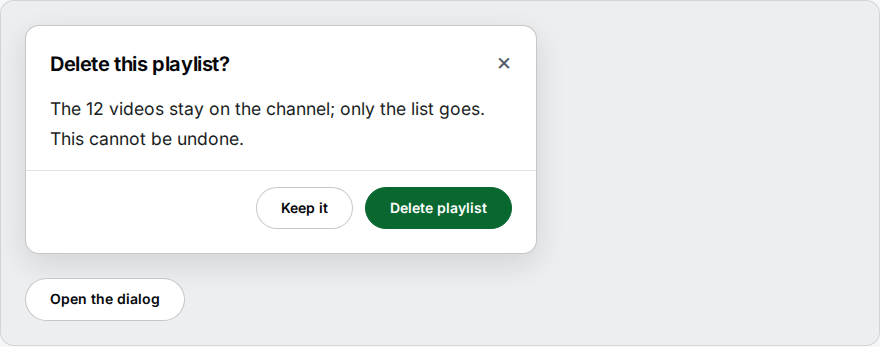 Delete this playlist?
The 12 videos stay on the channel; only the list goes.
This cannot be undone.
Keep it
Delete playlist
Open the dialog